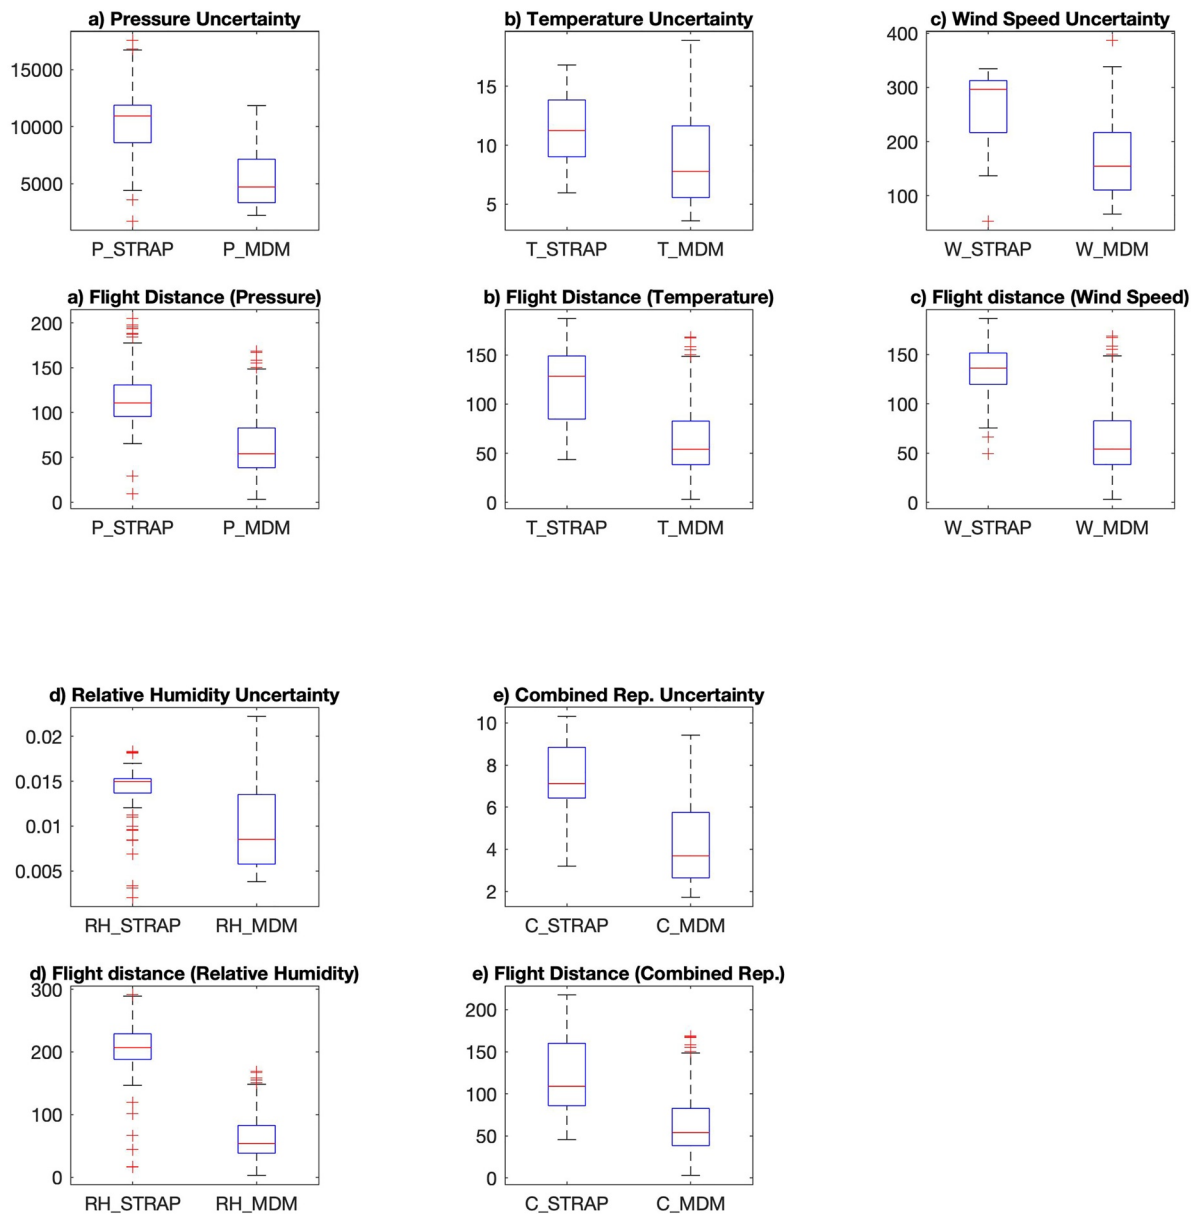 a) Pressure Uncertainty
15000
10000
5000
P_STRAP P_MDM
b) Temperature Uncertainty
15
10
5
T_STRAP T_MDM
c) Wind Speed Uncertainty
400
300
200
100
W_STRAP W_MDM
a) Flight Distance (Pressure)
200
150
100
50
0
P_STRAP P_MDM
b) Flight Distance (Temperature)
150
100
50
0
T_STRAP T_MDM
c) Flight distance (Wind Speed)
150
100
50
0
W_STRAP W_MDM
d) Relative Humidity Uncertainty
0.02
0.015
0.01
0.005
RH_STRAP RH_MDM
e) Combined Rep. Uncertainty
10
8
6
4
2
C_STRAP C_MDM
d) Flight distance (Relative Humidity)
300
200
100
0
RH_STRAP RH_MDM
e) Flight Distance (Combined Rep.)
200
150
100
50
0
C_STRAP C_MDM